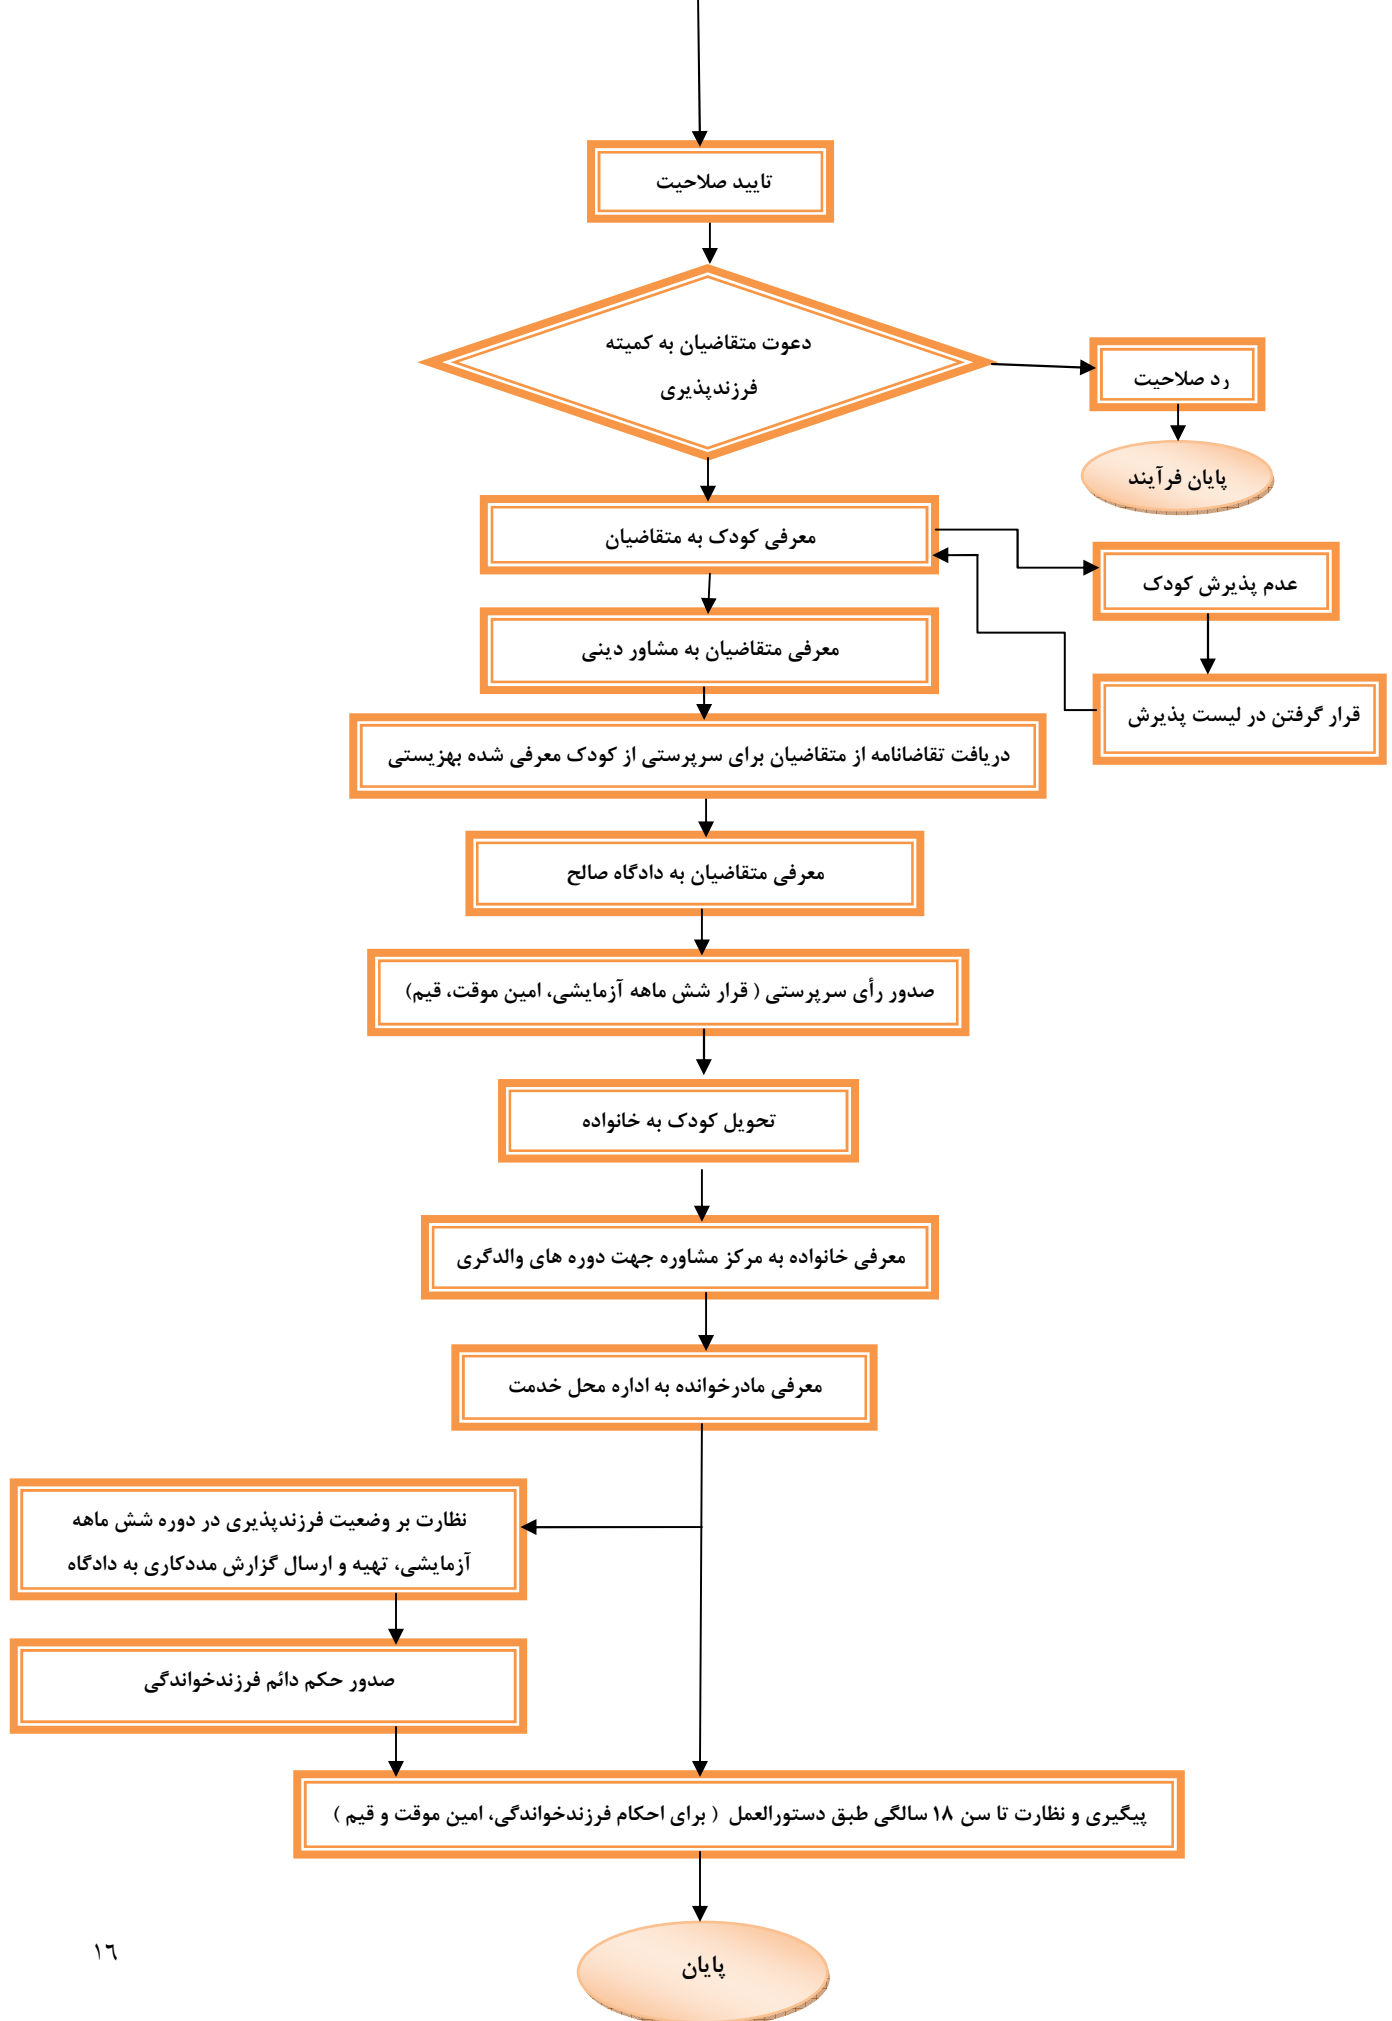 تایید صلاحیت
دعوت متقاضیان به کمیته
فرزندپذیری
رد صلاحیت
پایان فرآیند
معرفی کودک به متقاضیان
عدم پذیرش کودک
معرفی متقاضیان به مشاور دینی
قرار گرفتن در لیست پذیرش
دریافت تقاضانامه از متقاضیان برای سرپرستی از کودک معرفی شده بهزیستی
معرفی متقاضیان به دادگاه صالح
صدور رأی سرپرستی ( قرار شش ماهه آزمایشی، امین موقت، قیم)
تحویل کودک به خانواده
معرفی خانواده به مرکز مشاوره جهت دوره های والدگری
معرفی مادرخوانده به اداره محل خدمت
نظارت بر وضعیت فرزندپذیری در دوره شش ماهه
آزمایشی، تهیه و ارسال گزارش مددکاری به دادگاه
صدور حکم دائم فرزندخواندگی
پیگیری و نظارت تا سن ۱۸ سالگی طبق دستورالعمل ( برای احکام فرزندخواندگی، امین موقت و قیم )
پایان
١٦